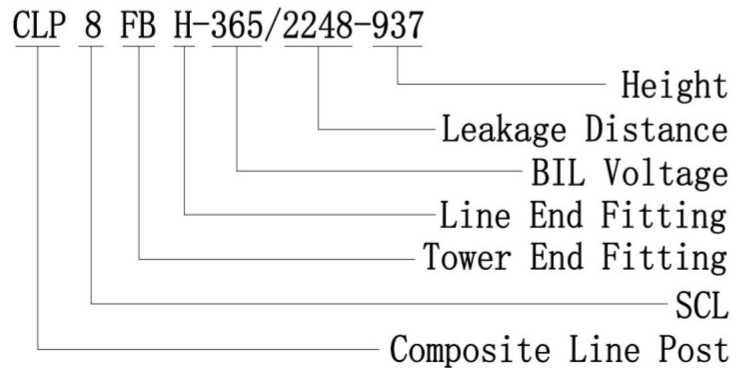 CLP 8 FB H-365/2248-937
Height
Leakage Distance
BIL Voltage
Line End Fitting
Tower End Fitting
SCL
Composite Line Post